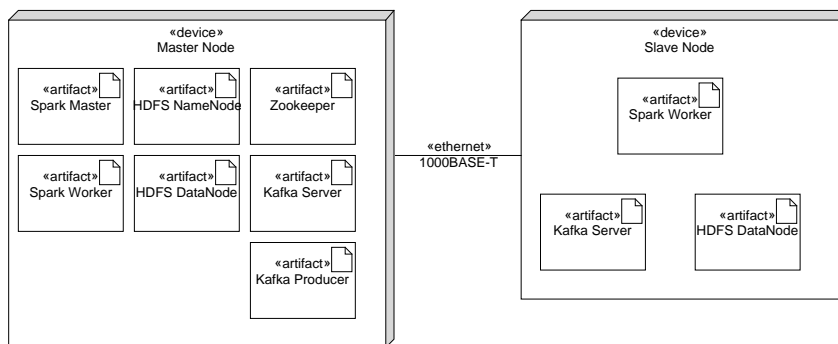 «device»
Master Node
«artifact»
Spark Master
«artifact»
HDFS NameNode
«artifact»
Zookeeper
«artifact»
Spark Worker
«artifact»
HDFS DataNode
«artifact»
Kafka Server
«artifact»
Kafka Producer
«ethernet»
1000BASE-T
«device»
Slave Node
«artifact»
Spark Worker
«artifact»
Kafka Server
«artifact»
HDFS DataNode